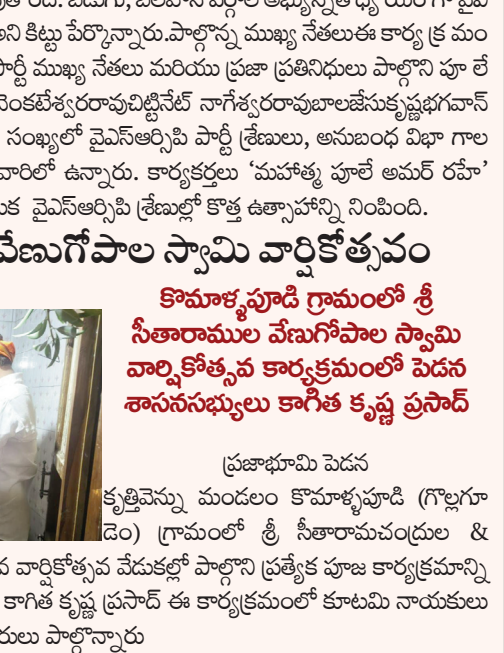 అని కిట్టు పేర్కొన్నారు.పాల్గొన్న ముఖ్య నేతలుఈ కార్య క్ర మం
పార్టీ ముఖ్య నేతలు మరియు ప్రజా ప్రతినిధులు పాల్గొని పూ లే
వెంకటేశ్వరరావుచిట్టినేట్ నాగేశ్వరరావుబాలజేసుకృష్ణభగవాన్
సంఖ్యలో వైఎస్ఆర్సిపి పార్టీ శ్రేణులు, అనుబంధ విభా గాల
వారిలో ఉన్నారు. కార్యకర్తలు ‘మహాత్మ పూలే అమర్ రహే’
వైఎస్ఆర్సిపి శ్రేణుల్లో కొత్త ఉత్సాహాన్ని నింపింది.
వేణుగోపాల స్వామి వార్షికోత్సవం
కొమాళ్ళపూడి గ్రామంలో శ్రీ
సీతారాముల వేణుగోపాల స్వామి
వార్షికోత్సవ కార్యక్రమంలో పెడన
శాసనసభ్యులు కాగిత కృష్ణ ప్రసాద్
ప్రజాభూమి పెడన
కృత్తివెన్ను మండలం కొమాళ్ళపూడి (గొల్లగూ
డెం) గ్రామంలో శ్రీ సీతారామచంద్రుల &
వార్షికోత్సవ వేడుకల్లో పాల్గొని ప్రత్యేక పూజ కార్యక్రమాన్ని
కాగిత కృష్ణ ప్రసాద్ ఈ కార్యక్రమంలో కూటమి నాయకులు
పాల్గొన్నారు